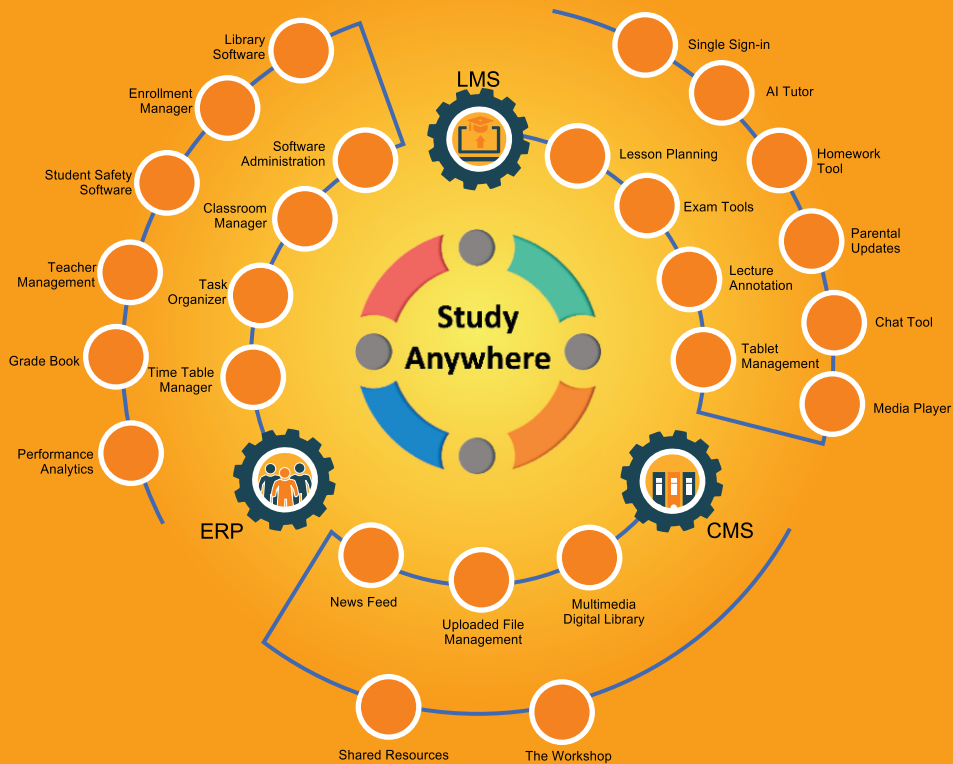 LMS
Study
Anywhere
Lesson Planning
Exam Tools
Lecture
Annotation
Tablet
Management
Single Sign-in
AI Tutor
Homework
Tool
Parental
Updates
Chat Tool
Media Player
CMS
Multimedia
Digital Library
Uploaded File
Management
News Feed
Shared Resources
The Workshop
ERP
Time Table
Manager
Task
Organizer
Classroom
Manager
Software
Administration
Library
Software
Enrollment
Manager
Student Safety
Software
Teacher
Management
Grade Book
Performance
Analytics